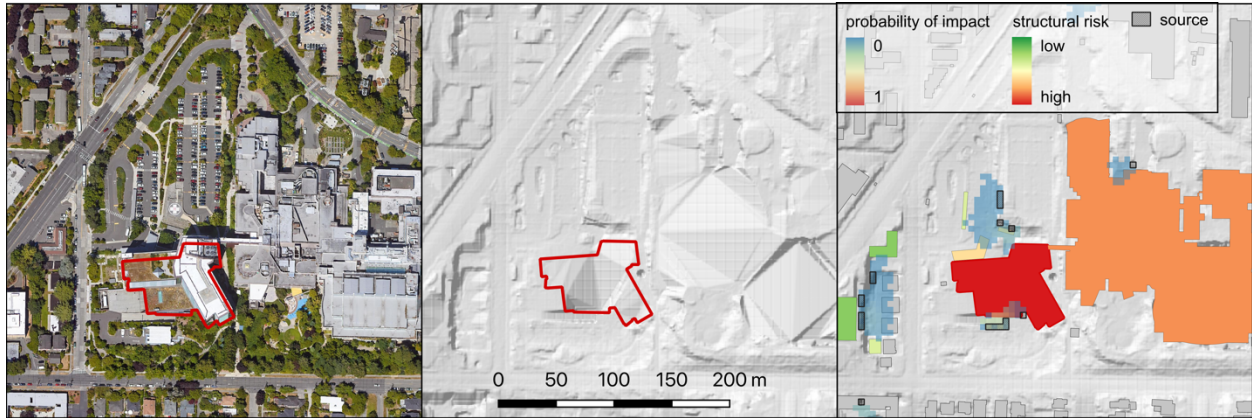 probability of impact
0
1
structural risk
low
high
source
0 50 100 150 200 m